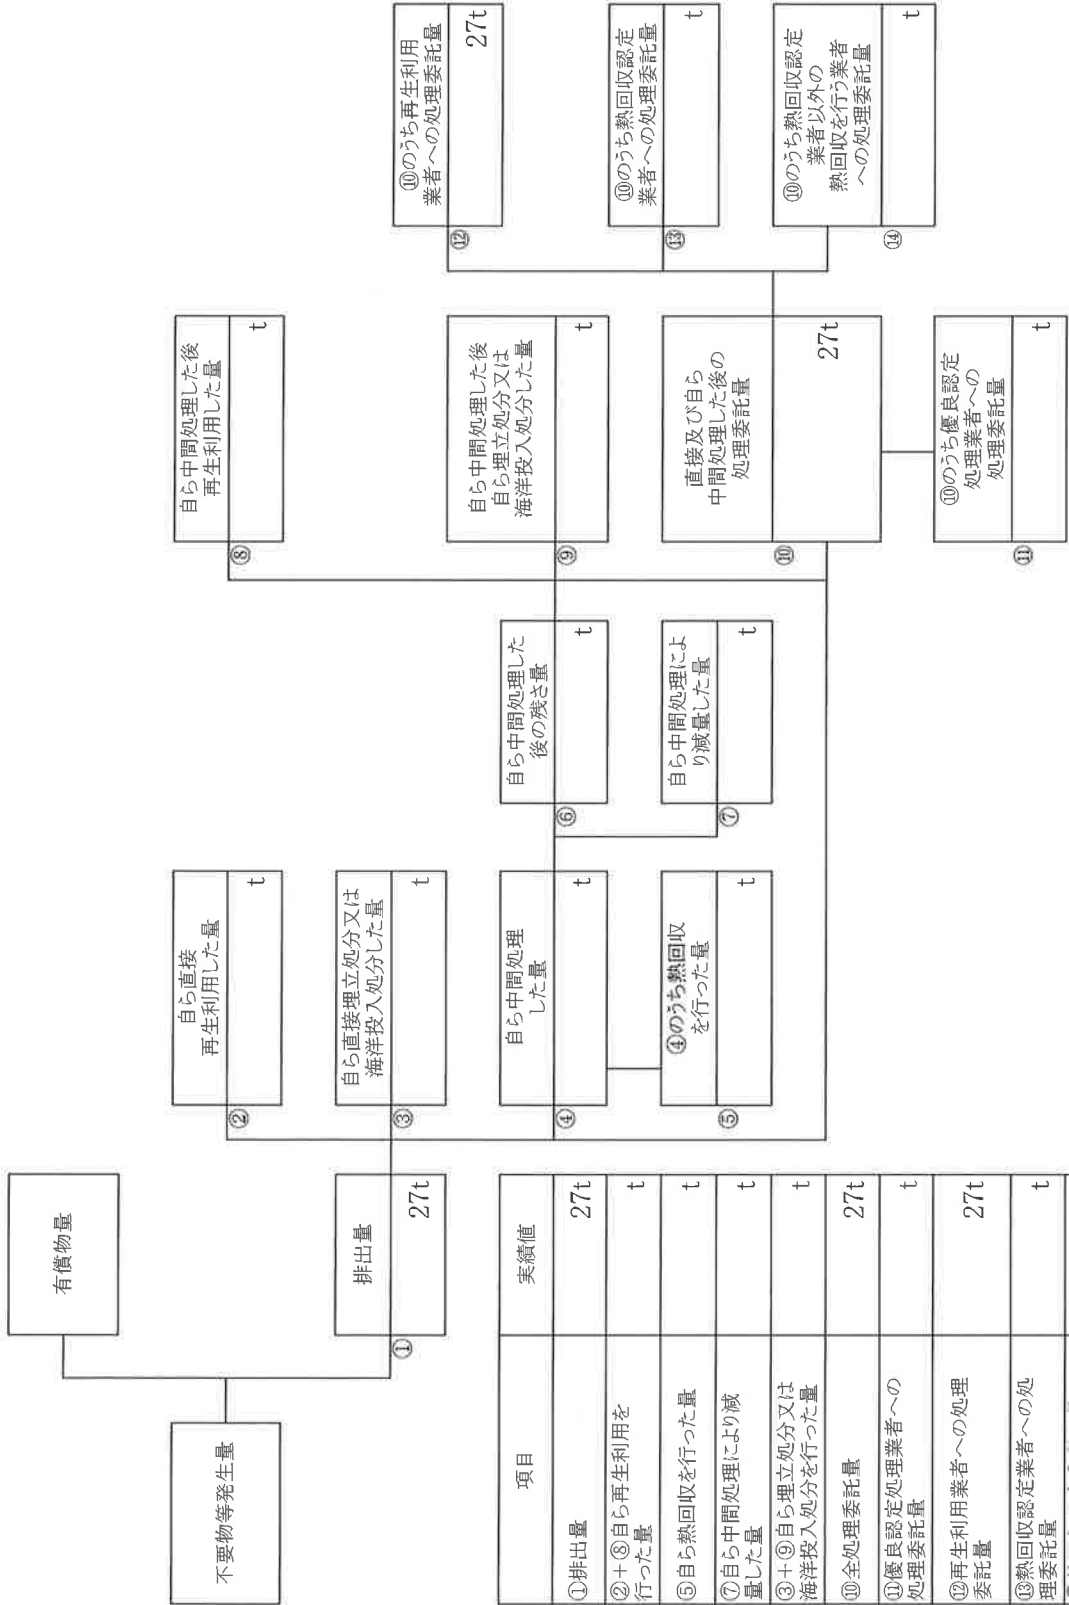 有償物量
不要物等発生量
排出量
①
27t
自ら直接
再生利用した量
②
t
自ら直接埋立処分又は
海洋投入処分した量
③
t
自ら中間処理
した量
④
t
④のうち熱回収
を行った量
⑤
t
自ら中間処理した
後の残さ量
⑥
t
自ら中間処理によ
り減量した量
⑦
t
自ら中間処理した後
再生利用した量
⑧
t
自ら中間処理した後
自ら埋立処分又は
海洋投入処分した量
⑨
t
直接及び自ら
中間処理した後の
処理委託量
⑩
27t
⑩のうち優良認定
処理業者への
処理委託量
⑪
t
⑩のうち再生利用
業者への処理委託量
⑫
27t
⑩のうち熱回収認定
業者への処理委託量
⑬
t
⑩のうち熱回収認定
業者以外の
熱回収を行う業者
への処理委託量
⑭
t
項目 実績値
①排出量 27t
②+⑧自ら再生利用を
行った量 t
⑤自ら熱回収を行った量 t
⑦自ら中間処理により減
量した量 t
③+⑨自ら埋立処分又は
海洋投入処分を行った量 t
⑩全処理委託量 27t
⑪優良認定処理業者への
処理委託量 t
⑫再生利用業者への処理
委託量 27t
⑬熱回収認定業者への処
理委託量 t